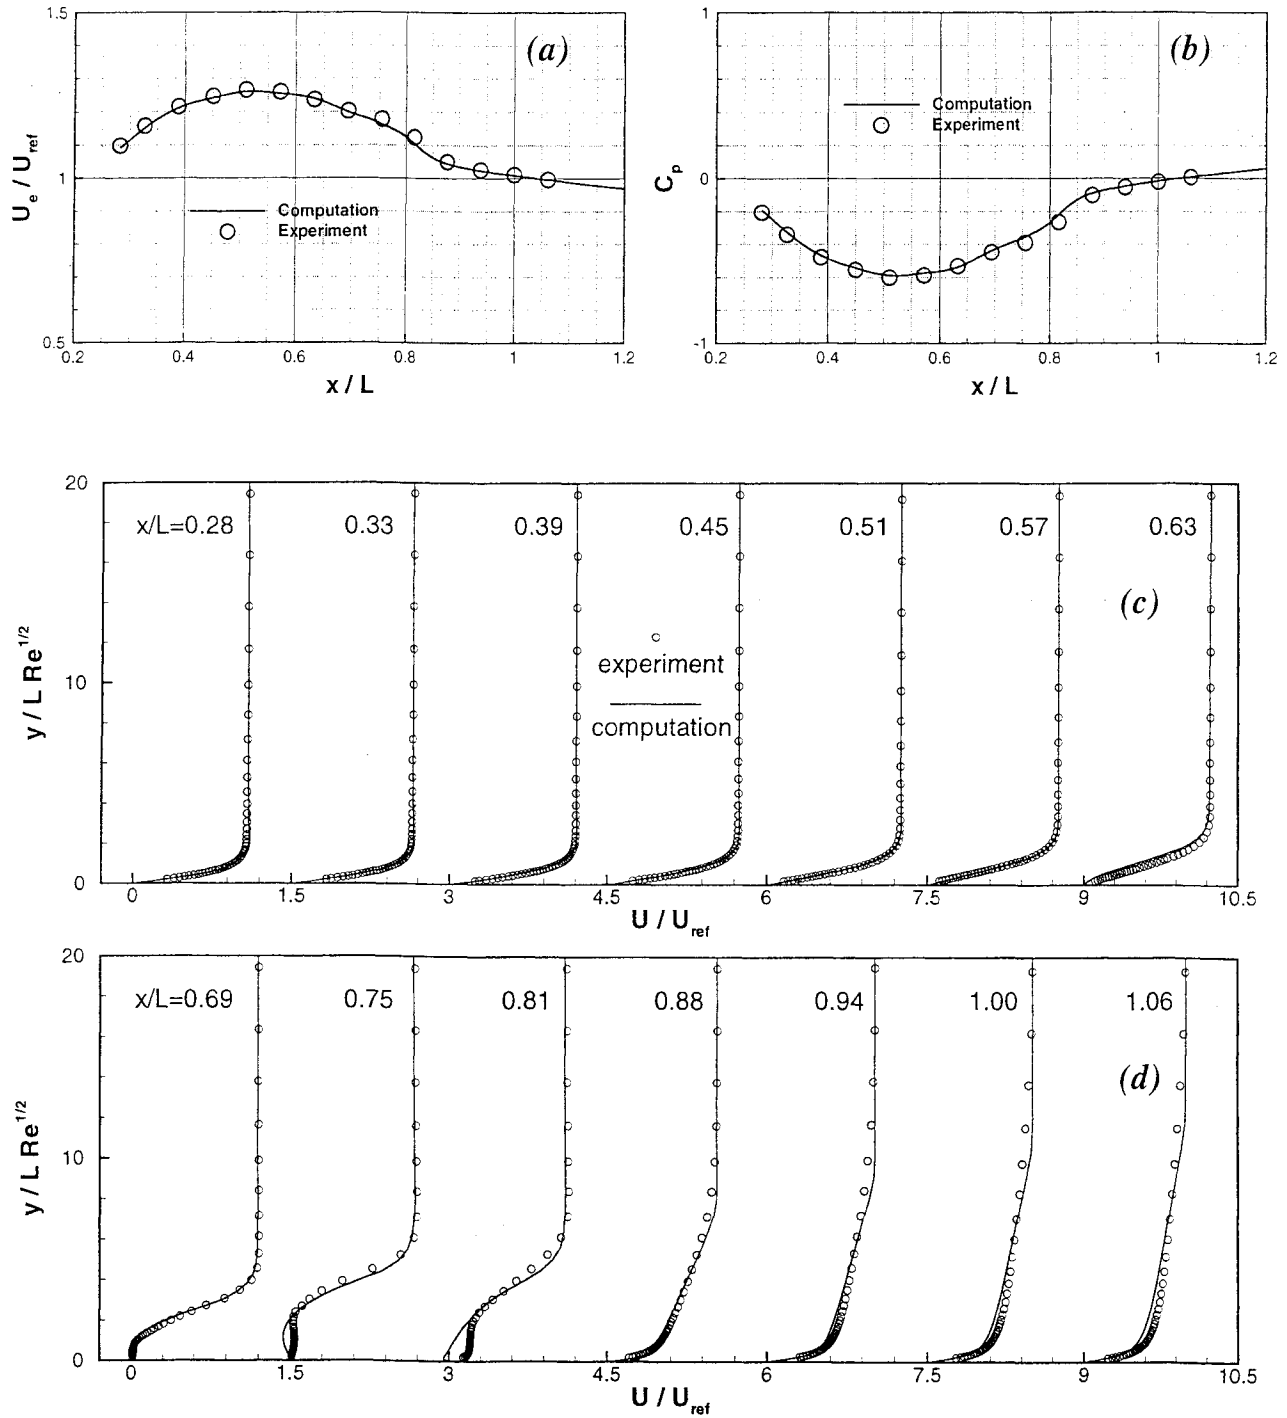 1.5
(a)
U_e / U_ref
1
Computation
Experiment
0.5
0.2 0.4 0.6 0.8 1 1.2
x / L
1
(b)
Computation
Experiment
C_p
0
-1
0.2 0.4 0.6 0.8 1 1.2
x / L
20
x/L=0.28 0.33 0.39 0.45 0.51 0.57 0.63
(c)
experiment
computation
y / L Re^1/2
10
0
0 1.5 3 4.5 6 7.5 9 10.5
U / U_ref
20
x/L=0.69 0.75 0.81 0.88 0.94 1.00 1.06
(d)
y / L Re^1/2
10
0
0 1.5 3 4.5 6 7.5 9 10.5
U / U_ref